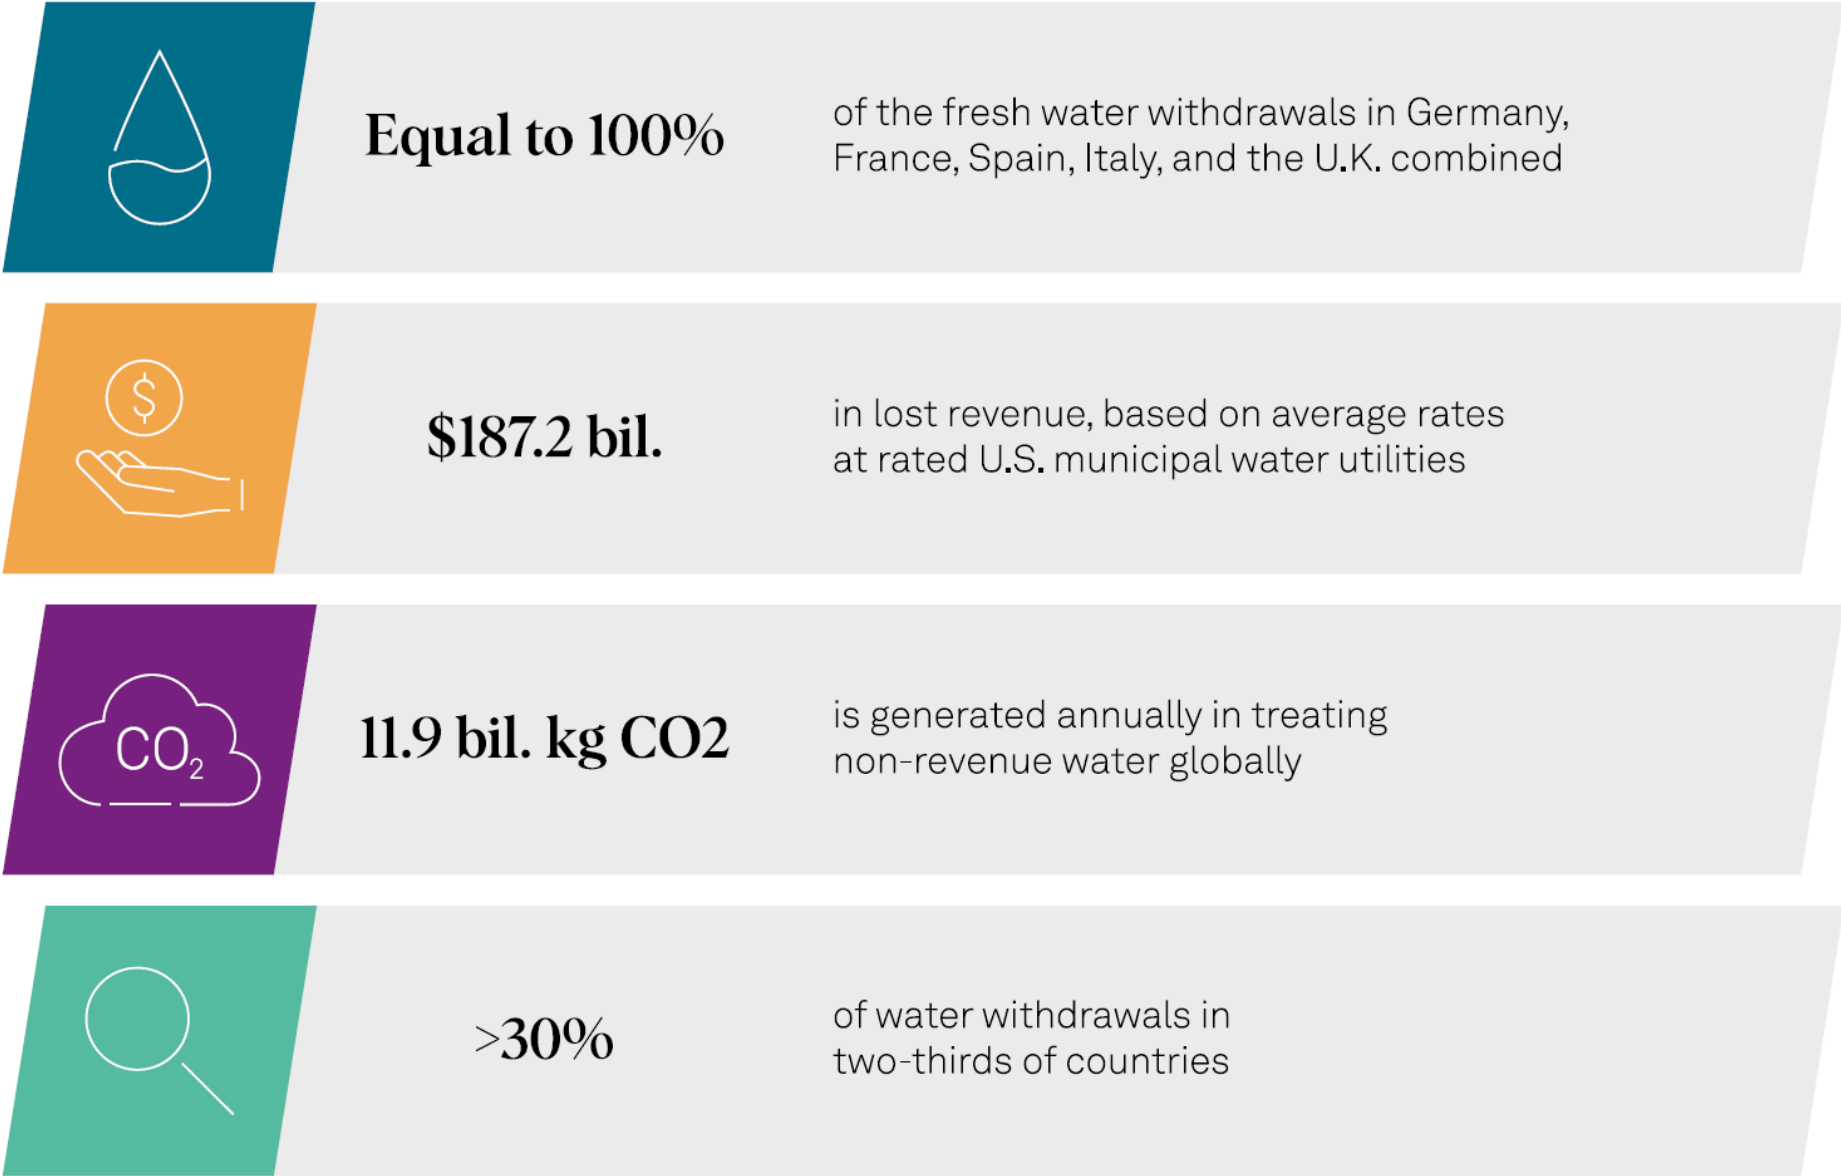 Equal to 100%
of the fresh water withdrawals in Germany,
France, Spain, Italy, and the U.K. combined
$
$187.2 bil.
in lost revenue, based on average rates
at rated U.S. municipal water utilities
CO₂
11.9 bil. kg CO2
is generated annually in treating
non-revenue water globally
>30%
of water withdrawals in
two-thirds of countries